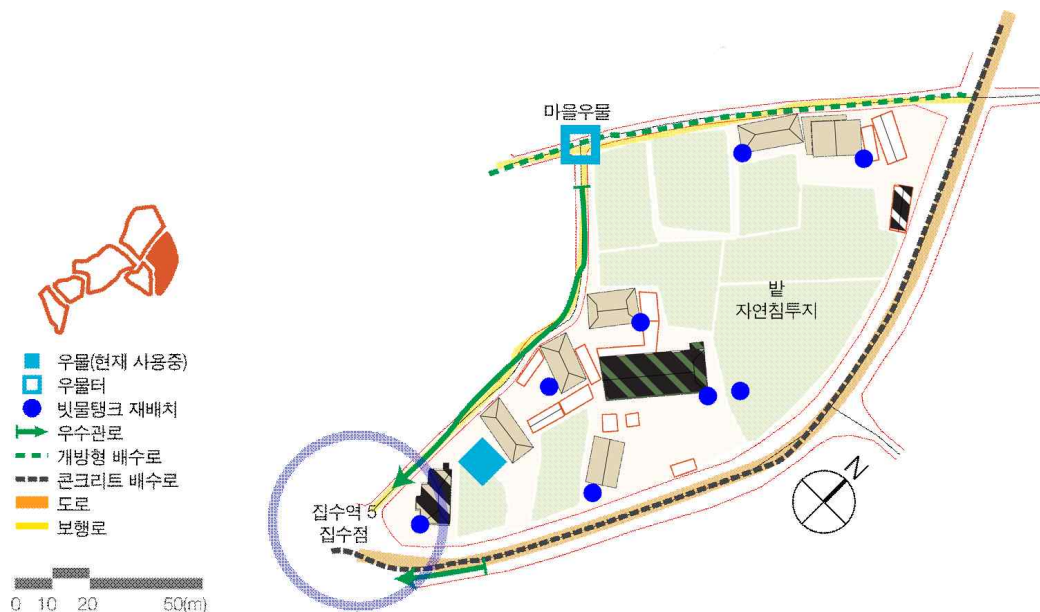 마을우물
밭
자연침투지
우물(현재 사용중)
우물터
빗물탱크 재배치
우수관로
개방형 배수로
콘크리트 배수로
도로
보행로
집수역 5
집수점
N
0 10 20 50(m)